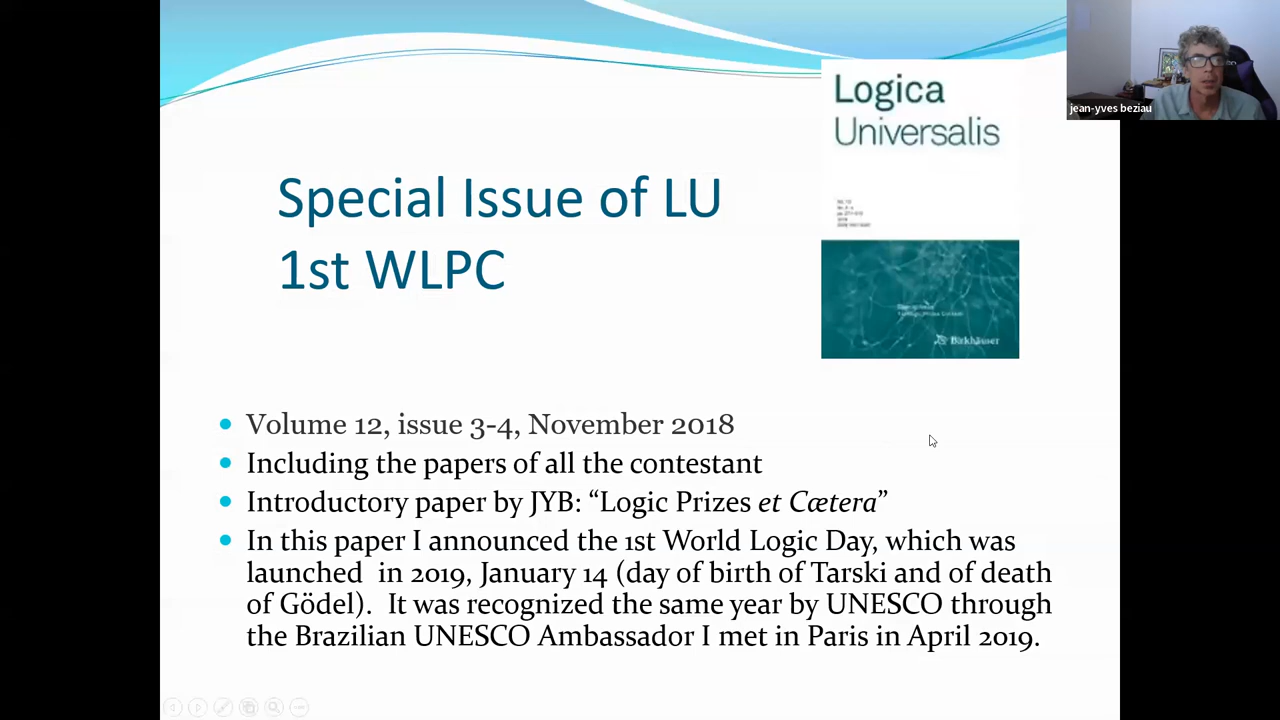 Logica
Universalis
jean-yves beziau
Special Issue of LU
1st WLPC
Birkhäuser
Volume 12, issue 3-4, November 2018
Including the papers of all the contestant
Introductory paper by JYB: “Logic Prizes et Cætera”
In this paper I announced the 1st World Logic Day, which was
launched in 2019, January 14 (day of birth of Tarski and of death
of Gödel). It was recognized the same year by UNESCO through
the Brazilian UNESCO Ambassador I met in Paris in April 2019.